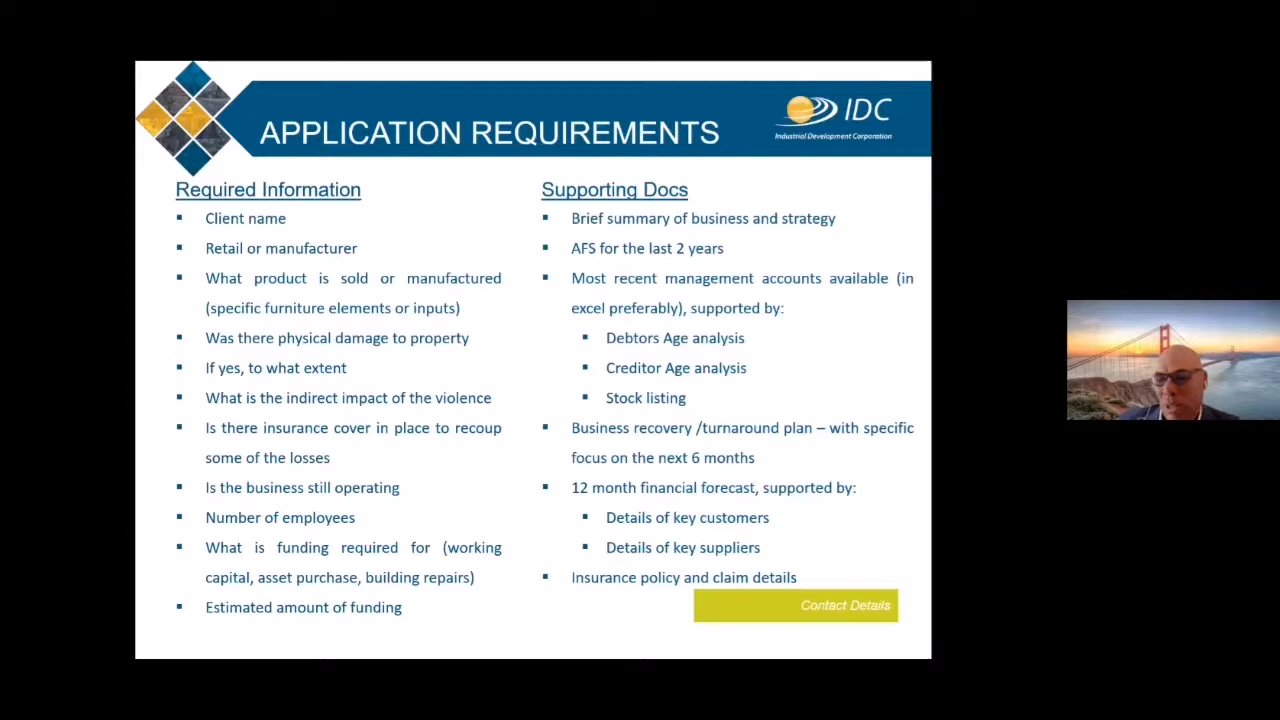 APPLICATION REQUIREMENTS
IDC
Industrial Development Corporation
Required Information
Client name
Retail or manufacturer
What product is sold or manufactured
(specific furniture elements or inputs)
Was there physical damage to property
If yes, to what extent
What is the indirect impact of the violence
Is there insurance cover in place to recoup
some of the losses
Is the business still operating
Number of employees
What is funding required for (working
capital, asset purchase, building repairs)
Estimated amount of funding
Supporting Docs
Brief summary of business and strategy
AFS for the last 2 years
Most recent management accounts available (in
excel preferably), supported by:
Debtors Age analysis
Creditor Age analysis
Stock listing
Business recovery /turnaround plan – with specific
focus on the next 6 months
12 month financial forecast, supported by:
Details of key customers
Details of key suppliers
Insurance policy and claim details
Contact Details